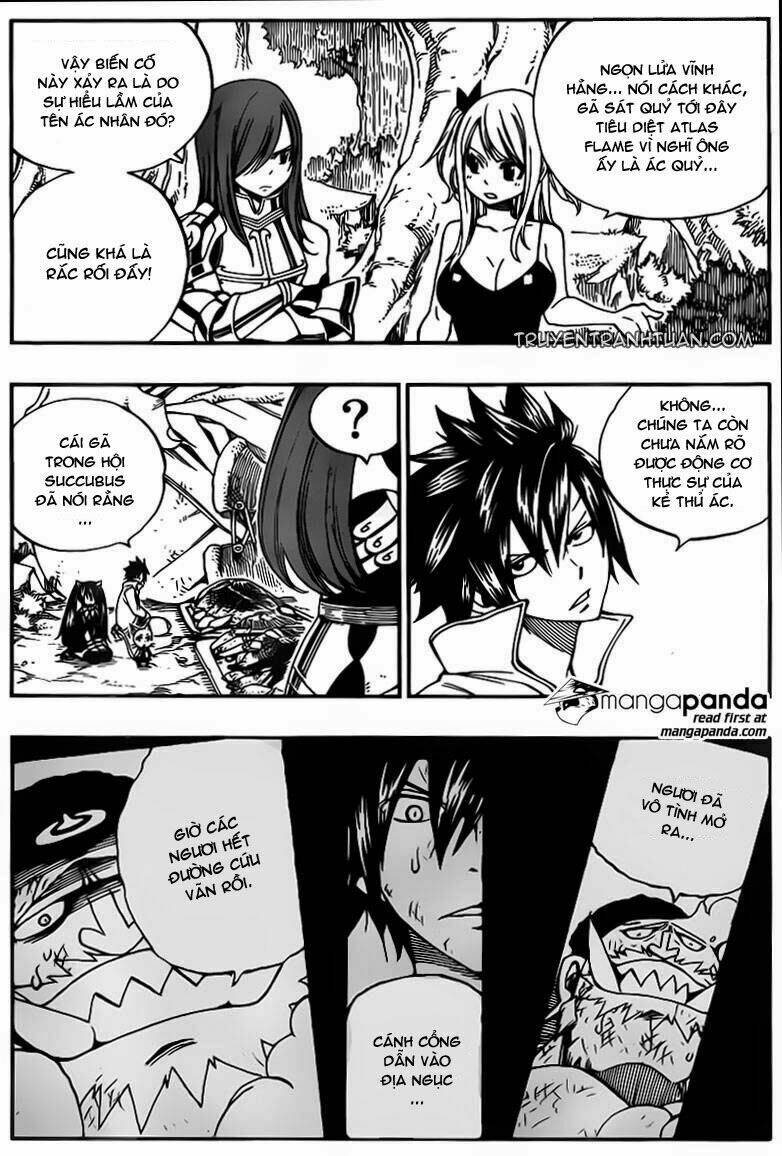 NGỌN LỬA VĨNH
HẰNG... NÓI CÁCH KHÁC,
GÃ SÁT QUỶ TỚI ĐÂY
TIÊU DIỆT ATLAS
FLAME VÌ NGHĨ ÔNG
ẤY LÀ ÁC QUỶ...
VẬY BIẾN CỐ
NÀY XẢY RA LÀ DO
SỰ HIỂU LẦM CỦA
TÊN ÁC NHÂN ĐÓ?
CŨNG KHÁ LÀ
RẮC RỐI ĐẤY!
TRUYENTRANHTUAN.COM
KHÔNG...
CHÚNG TA CÒN
CHƯA NẮM RÕ
ĐƯỢC ĐỘNG CƠ
THỰC SỰ CỦA
KẺ THỦ ÁC.
?
CÁI GÃ
TRONG HỘI
SUCCUBUS
ĐÃ NÓI RẰNG
...
mangapanda
read first at
mangapanda.com
NGƯƠI ĐÃ
VÔ TÌNH MỞ
RA...
CÁNH CỔNG
DẪN VÀO
ĐỊA NGỤC
...
GIỜ CÁC
NGƯƠI HẾT
ĐƯỜNG CỨU
VÃN RỒI.